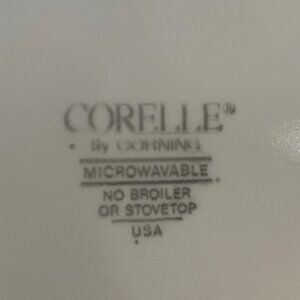 CORELLE®
By CORNING
MICROWAVABLE
NO BROILER
OR STOVETOP
USA